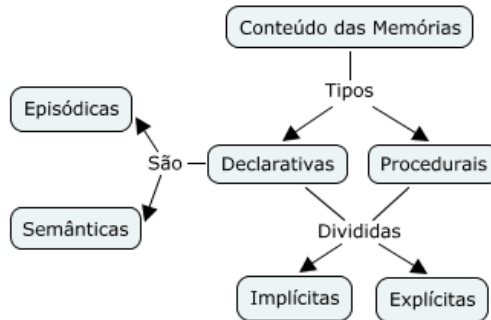 Conteúdo das Memórias
Tipos
Episódicas
São
Declarativas
Procedurais
Semânticas
Divididas
Implícitas
Explícitas